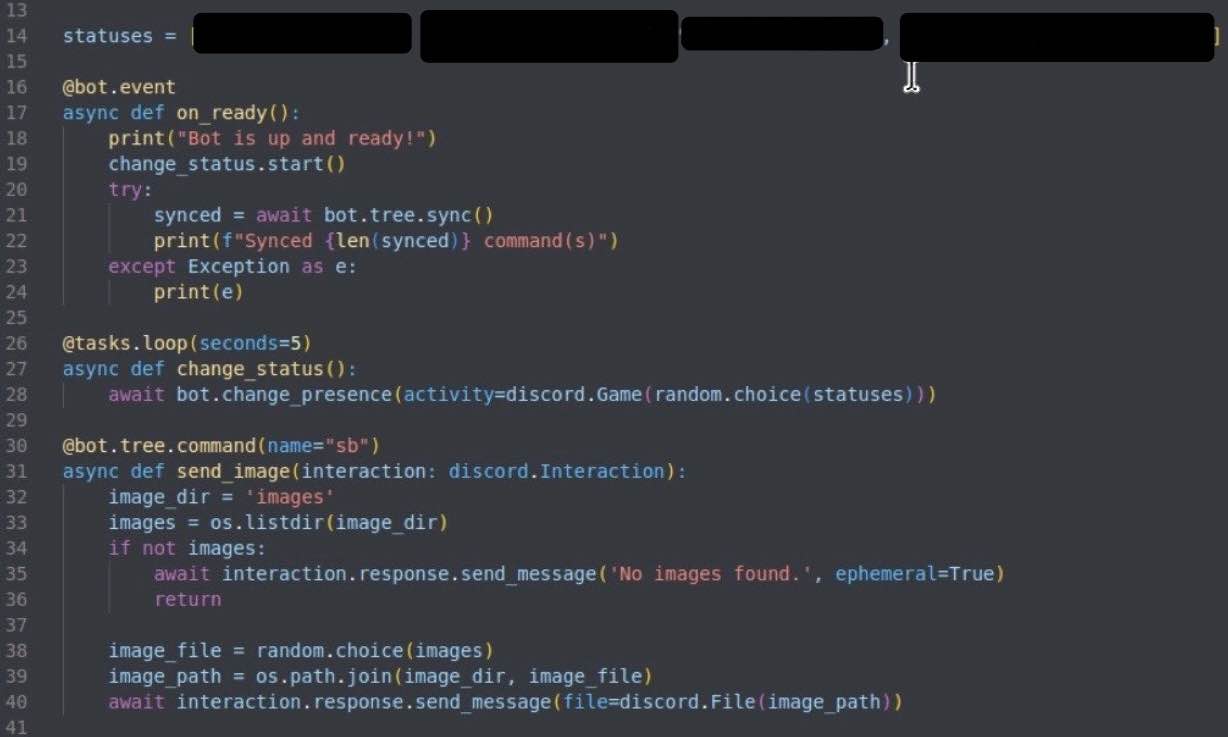 13
14 statuses = [ , ]
15
16 @bot.event
17 async def on_ready():
18     print("Bot is up and ready!")
19     change_status.start()
20     try:
21         synced = await bot.tree.sync()
22         print(f"Synced {len(synced)} command(s)")
23     except Exception as e:
24         print(e)
25
26 @tasks.loop(seconds=5)
27 async def change_status():
28     await bot.change_presence(activity=discord.Game(random.choice(statuses)))
29
30 @bot.tree.command(name="sb")
31 async def send_image(interaction: discord.Interaction):
32     image_dir = 'images'
33     images = os.listdir(image_dir)
34     if not images:
35         await interaction.response.send_message('No images found.', ephemeral=True)
36         return
37
38     image_file = random.choice(images)
39     image_path = os.path.join(image_dir, image_file)
40     await interaction.response.send_message(file=discord.File(image_path))
41